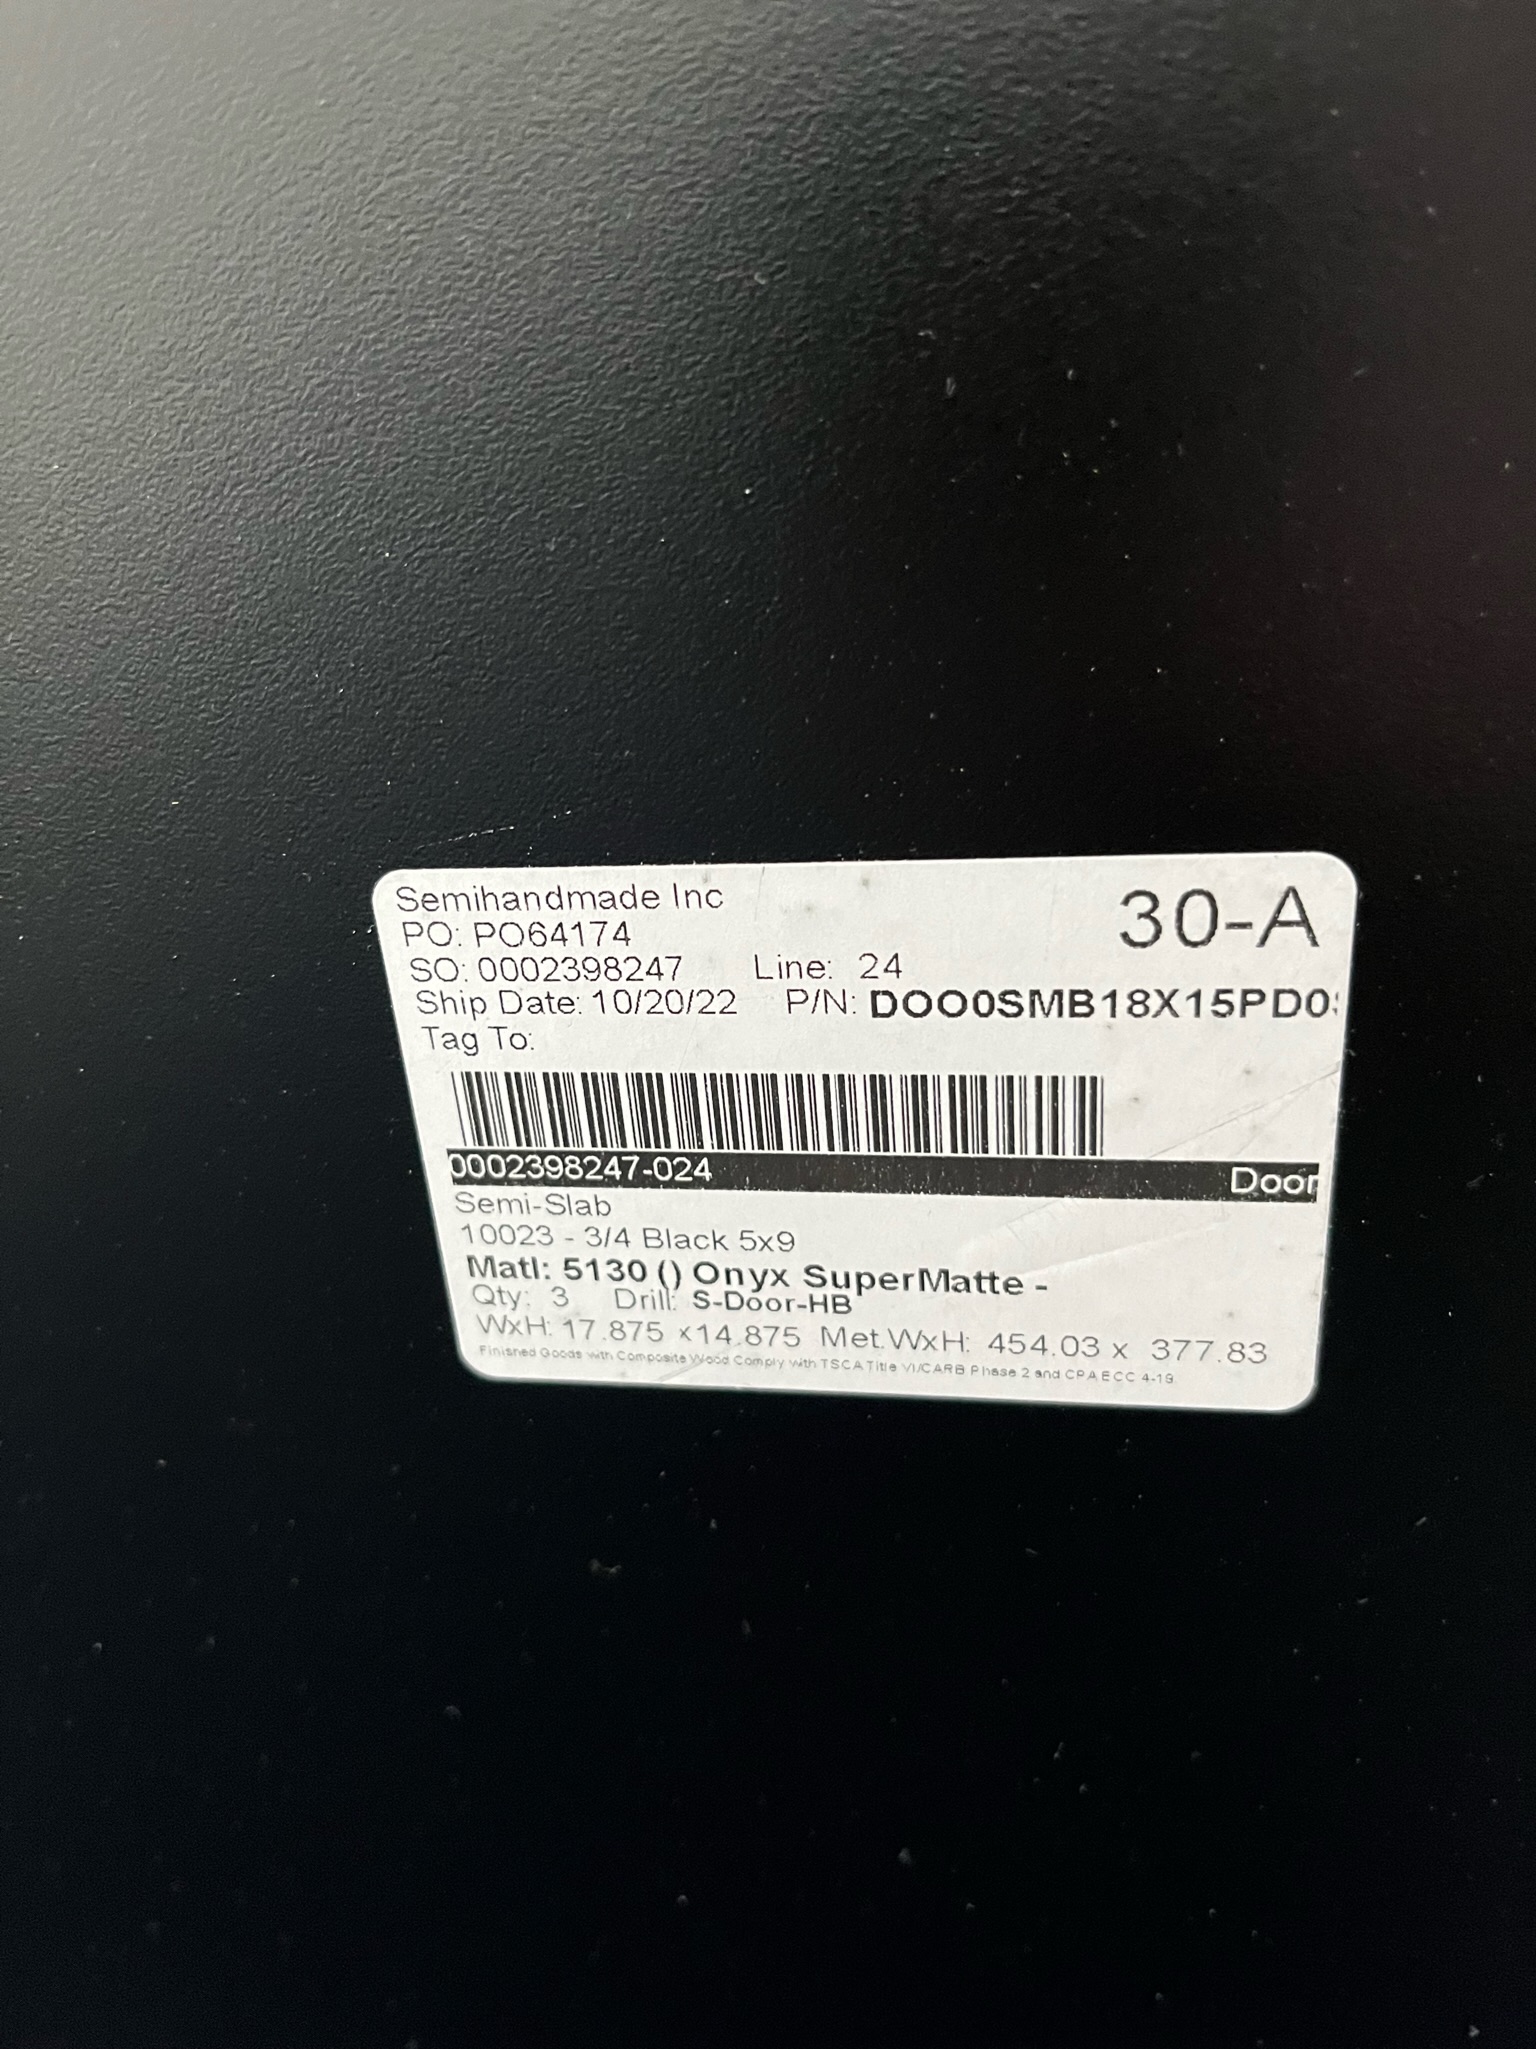 Semihandmade Inc
30-A
PO: PO64174
SO: 0002398247 Line: 24
Ship Date: 10/20/22 P/N: DOO0SMB18X15PD0
Tag To:
0002398247-024 Door
Semi-Slab
10023 - 3/4 Black 5x9
Matl: 5130 () Onyx SuperMatte -
Qty: 3 Drill: S-Door-HB
WxH: 17.875 x14.875 Met.WxH: 454.03 x 377.83
Finished Goods with Composite Wood Comply with TSCA Title VI/CARB Phase 2 and CPA ECC 4-19